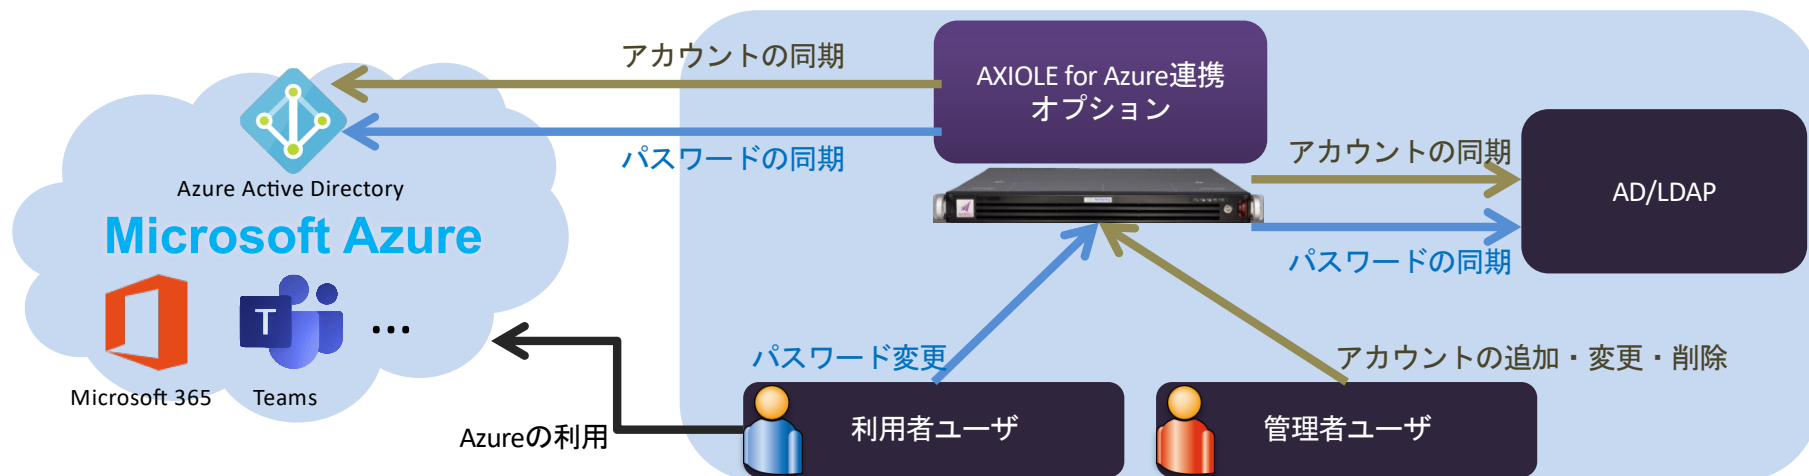 アカウントの同期
パスワードの同期
AXIOLE for Azure連携
オプション
アカウントの同期
パスワードの同期
AD/LDAP
Azure Active Directory
Microsoft Azure
T
...
Microsoft 365
Teams
パスワード変更
アカウントの追加・変更・削除
Azureの利用
利用者ユーザ
管理者ユーザ